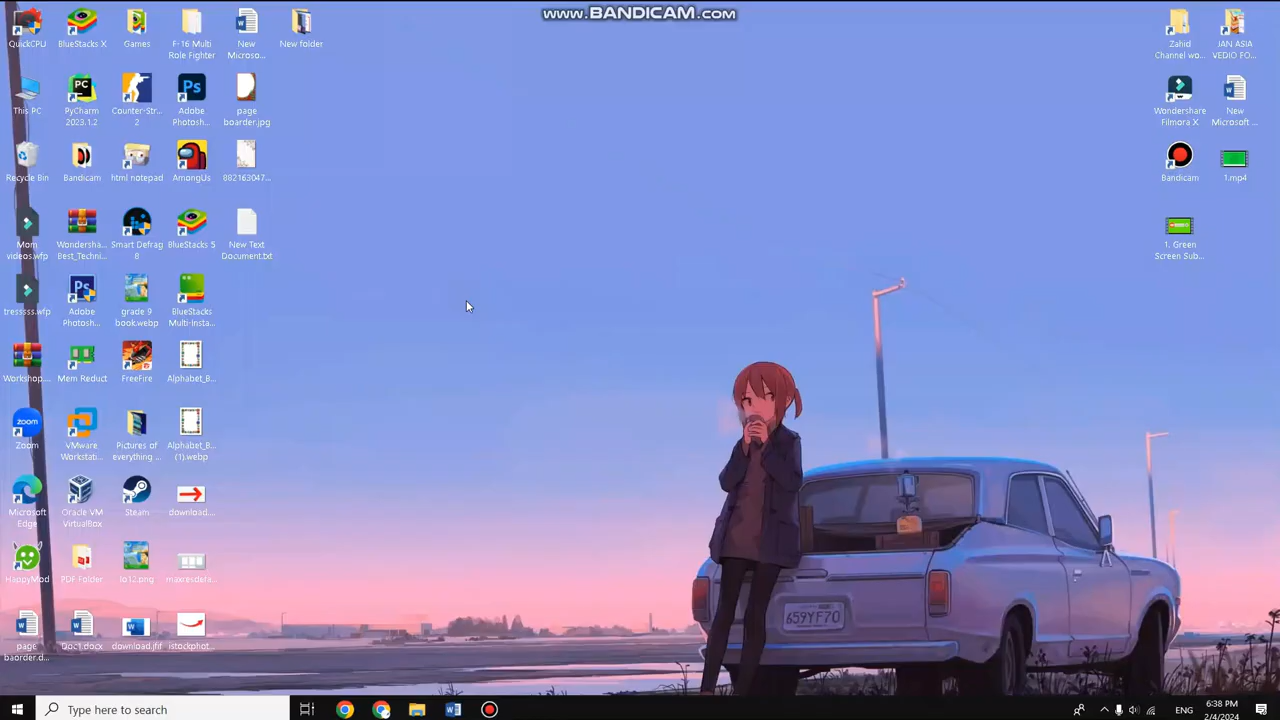 www.BANDICAM.com
QuickCPU
BlueStacks X
Games
F-16 Multi
Role Fighter
New
Microso...
New folder
Zahid
Channel wo...
JAN ASIA
VEDIO FO...
This PC
PyCharm
2023.1.2
Counter-Str...
2
Adobe
Photosh...
page
boarder.jpg
Wondershare
Filmora X
New
Microsoft ...
Recycle Bin
Bandicam
html notepad
AmongUs
882163047...
Bandicam
1.mp4
Mom
videos.wfp
Wondersha...
Best_Techni...
Smart Defrag
8
BlueStacks 5
New Text
Document.txt
1. Green
Screen Sub...
tresssss.wfp
Adobe
Photosh...
grade 9
book.webp
BlueStacks
Multi-Insta...
Workshop....
Mem Reduct
FreeFire
Alphabet_B...
Zoom
VMware
Workstati...
Pictures of
everything ...
Alphabet_B...
(1).webp
Microsoft
Edge
Oracle VM
VirtualBox
Steam
download....
HappyMod
PDF-Folder
lo12.png
maxresdefa...
page
baorder.d...
Doc1.docx
download.jfif
istockphot...
659YF70
Type here to search
ENG
6:38 PM
2/4/2024